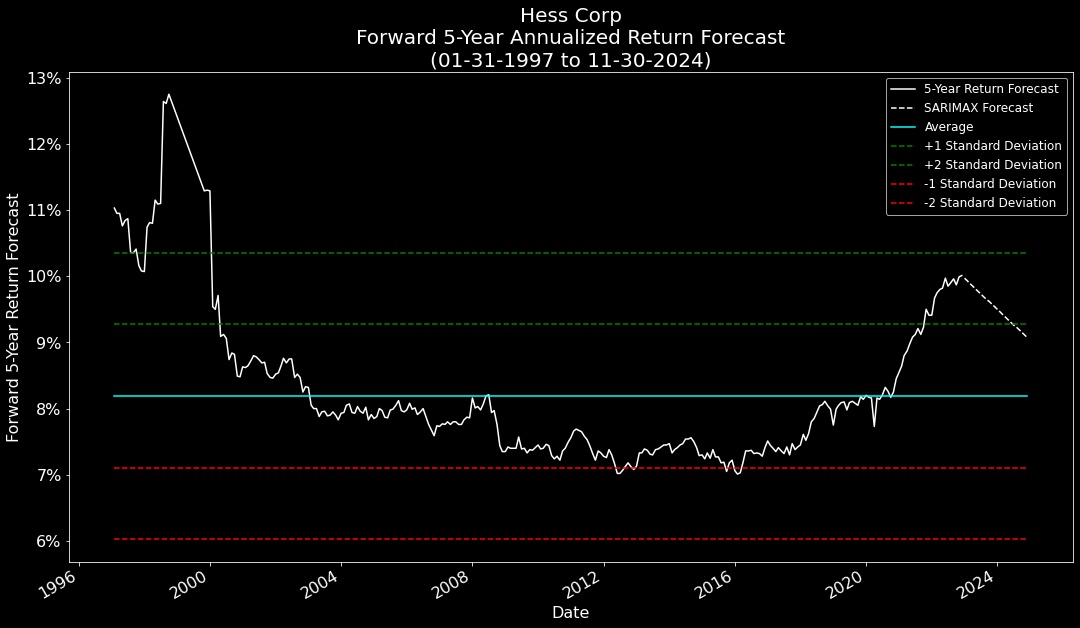 Hess Corp
Forward 5-Year Annualized Return Forecast
(01-31-1997 to 11-30-2024)
13%
12%
11%
10%
9%
8%
7%
6%
Forward 5-Year Return Forecast
5-Year Return Forecast
SARIMAX Forecast
Average
+1 Standard Deviation
+2 Standard Deviation
-1 Standard Deviation
-2 Standard Deviation
1996
2000
2004
2008
2012
2016
2020
2024
Date